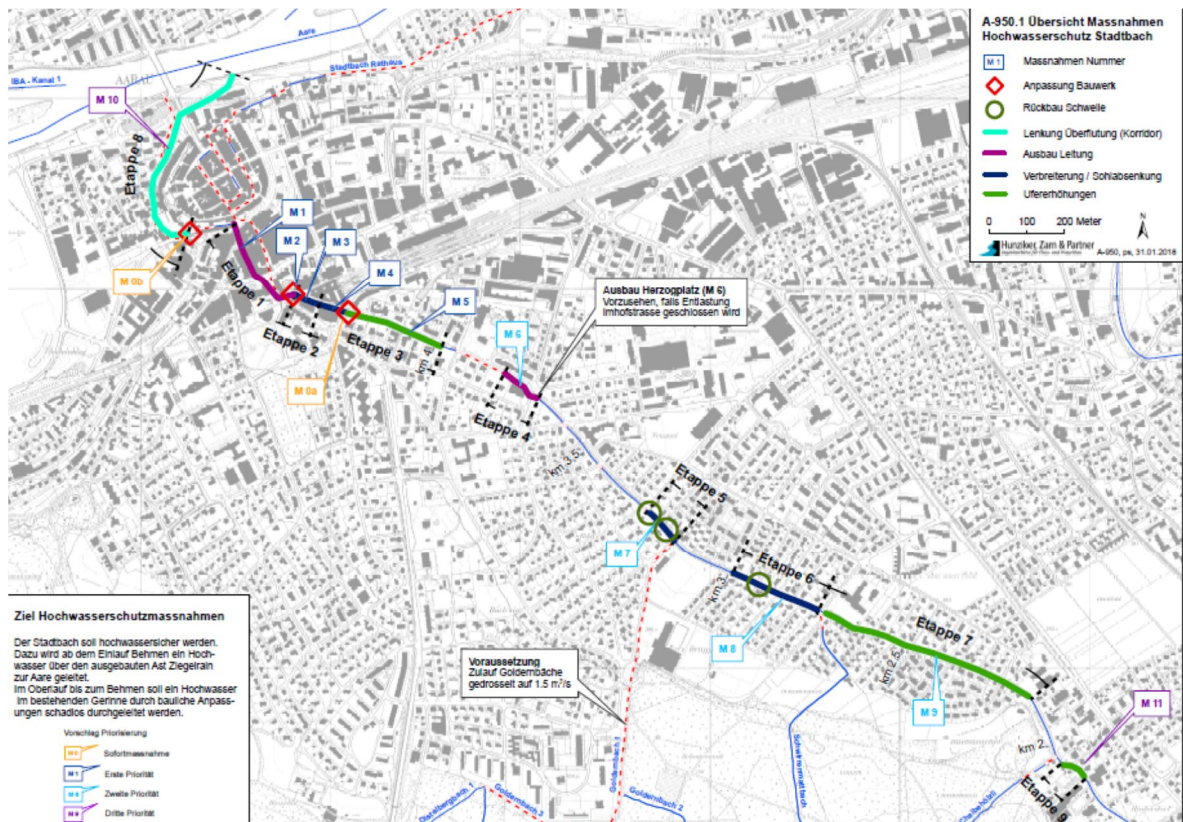 A-950.1 Übersicht Massnahmen
Hochwasserschutz Stadtbach
M 1 Massnahmen Nummer
Anpassung Bauwerk
Rückbau Schwelle
Lenkung Überflutung (Korridor)
Ausbau Leitung
Verbreiterung / Sohlabsenkung
Ufererhöhungen
0 100 200 Meter
N
Hunziker, Zarn & Partner
A-950, ps, 31.01.2018
Aare
IBA - Kanal 1
AARAU
Stadtbach Rathaus
M 10
Etappe 8
M 0b
M 1
M 2
M 3
M 4
M 5
Etappe 1
Etappe 2
Etappe 3
M 0a
km 4
Ausbau Herzogplatz (M 6)
Vorzusehen, falls Entlastung
Imhofstrasse geschlossen wird
M 6
Etappe 4
km 3.5
Etappe 5
M 7
Etappe 6
km 3
M 8
Etappe 7
km 2.5
M 9
M 11
km 2
Etappe 9
Voraussetzung
Zulauf Goldernbäche
gedrosselt auf 1.5 m³/s
Goldernbach 1
Goldernbach 2
Goldernbach 3
Distelbergbach 1
Ziel Hochwasserschutzmassnahmen
Der Stadtbach soll hochwassersicher werden.
Dazu wird ab dem Einlauf Behmen ein Hoch-
wasser über den ausgebauten Ast Ziegelrain
zur Aare geleitet.
Im Oberlauf bis zum Behmen soll ein Hochwasser
im bestehenden Gerinne durch bauliche Anpass-
ungen schadlos durchgeleitet werden.
Vorschlag Priorisierung
Sofortmassnahme
M 1 Erste Priorität
Zweite Priorität
Dritte Priorität